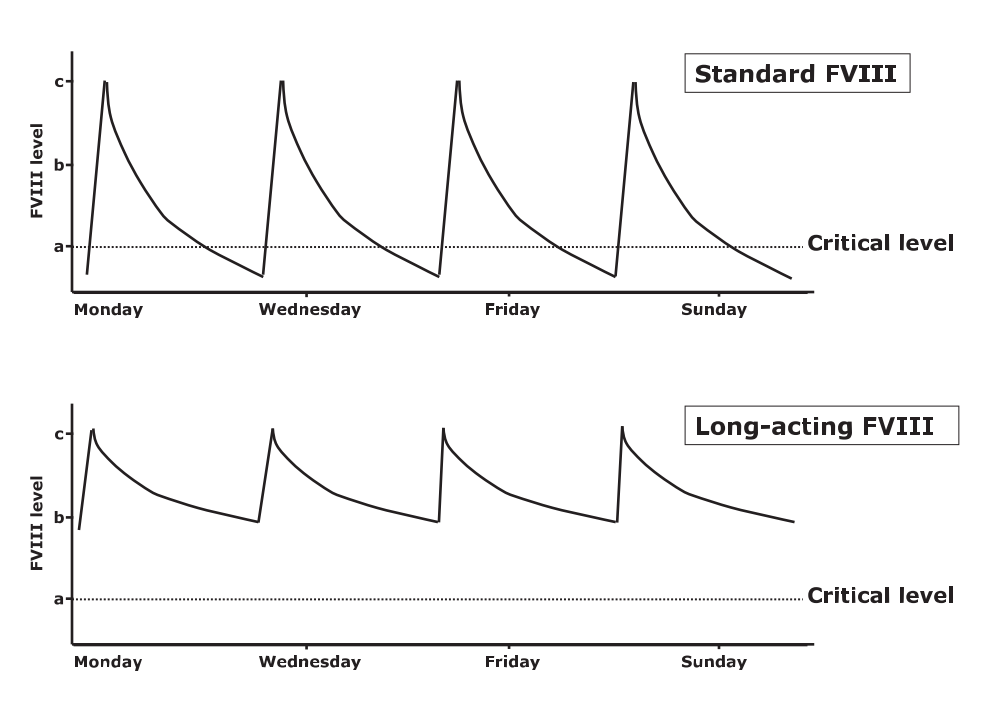 Standard FVIII
c
b
a
FVIII level
Critical level
Monday Wednesday Friday Sunday
Long-acting FVIII
c
b
a
FVIII level
Critical level
Monday Wednesday Friday Sunday